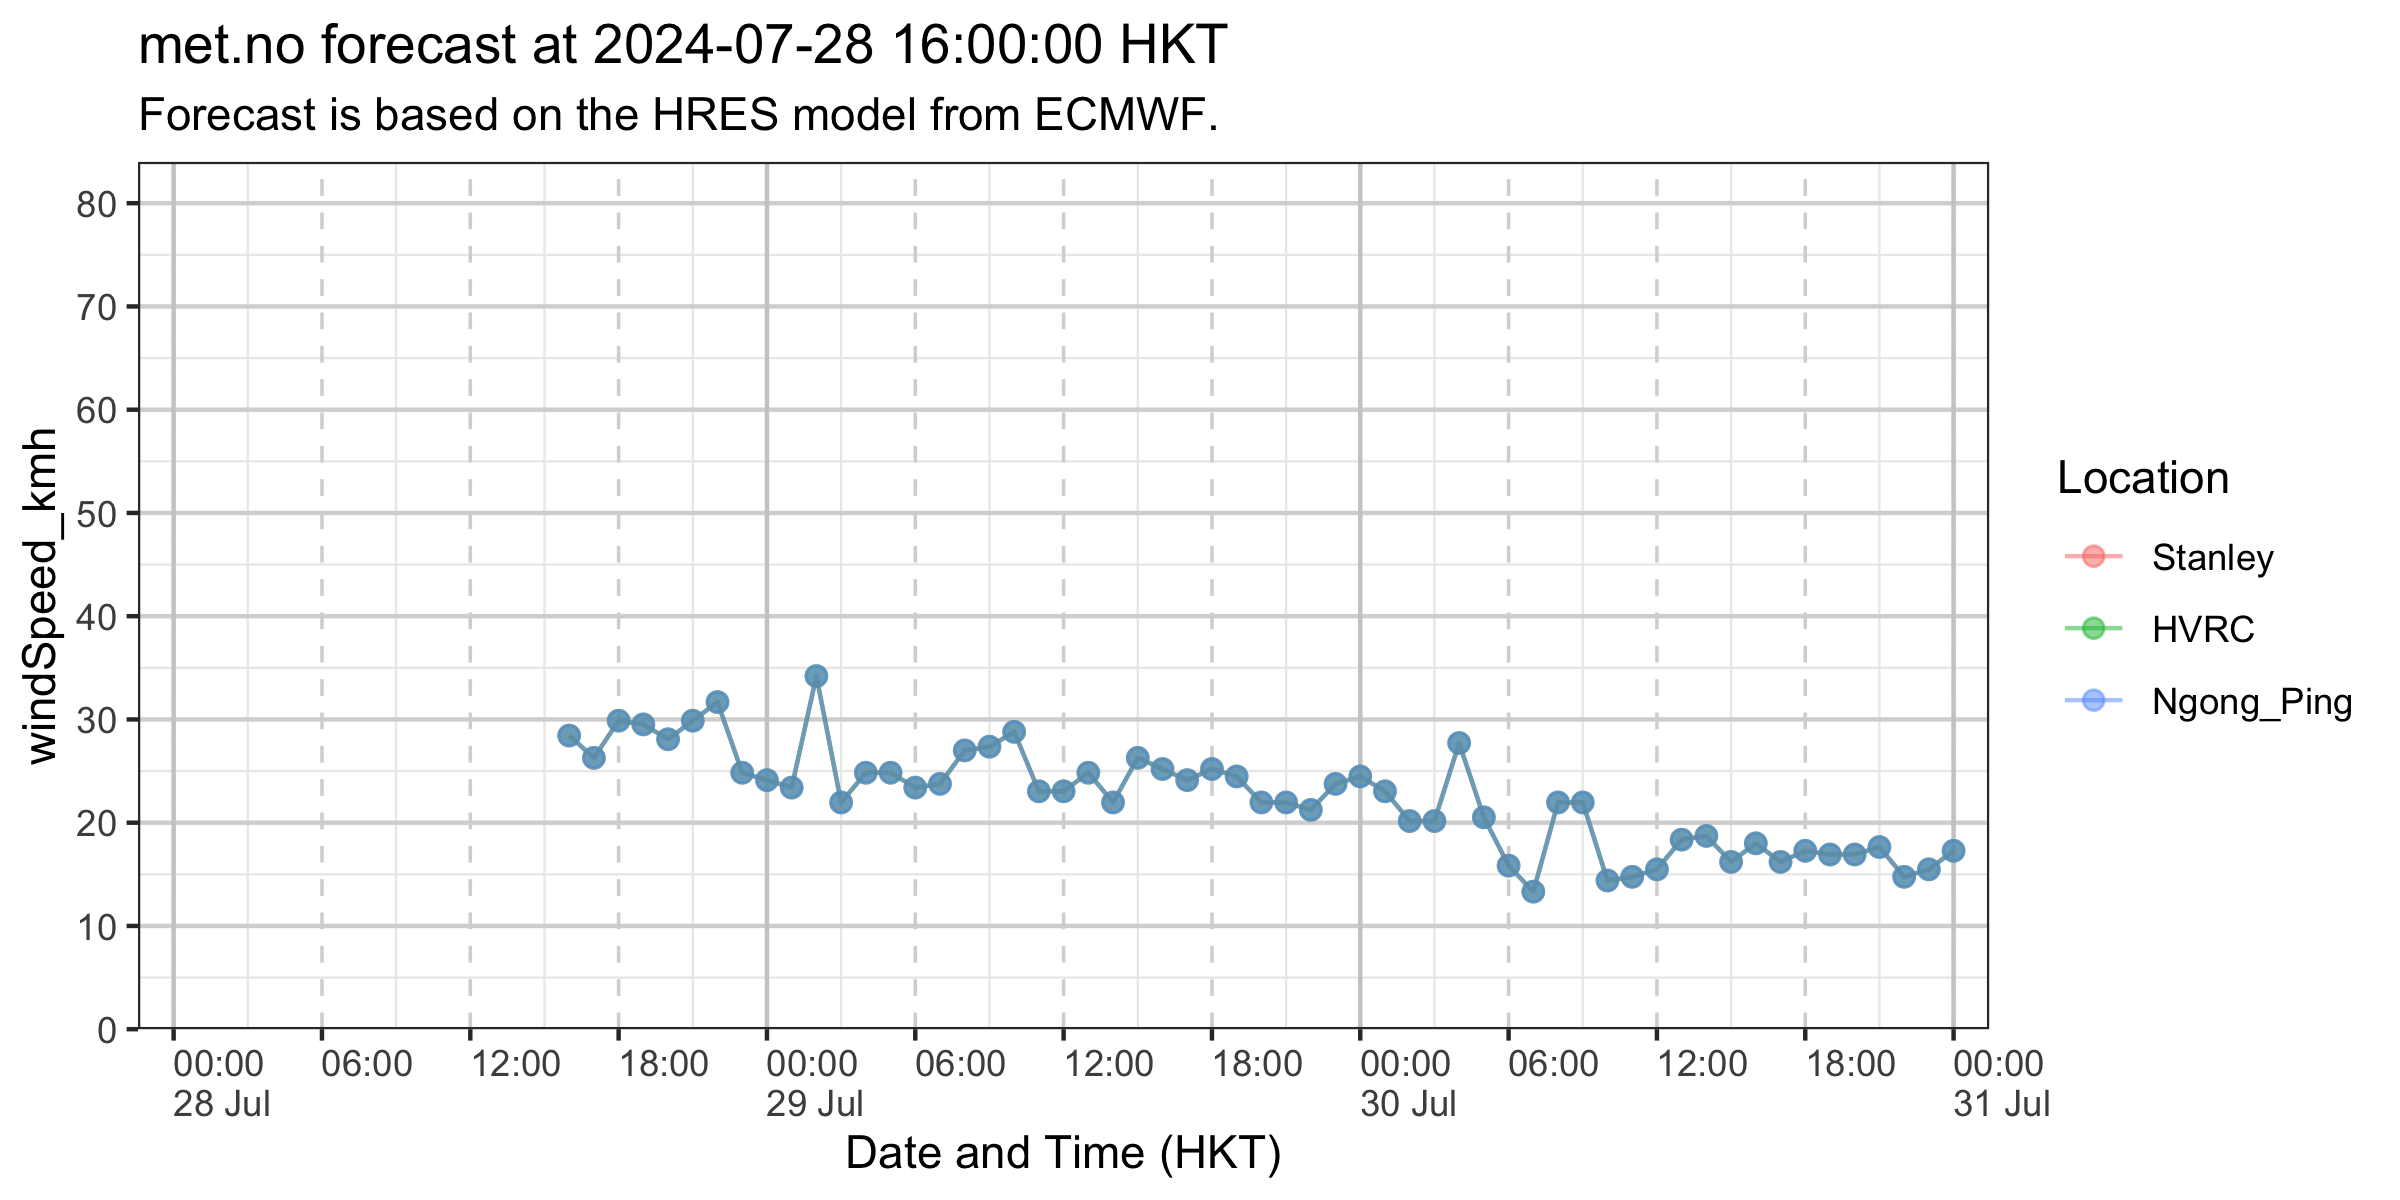 met.no forecast at 2024-07-28 16:00:00 HKT
Forecast is based on the HRES model from ECMWF.
windSpeed_kmh
80
70
60
50
40
30
20
10
0
00:00 06:00 12:00 18:00 00:00 06:00 12:00 18:00 00:00 06:00 12:00 18:00 00:00
28 Jul 29 Jul 30 Jul 31 Jul
Date and Time (HKT)
Location
Stanley
HVRC
Ngong_Ping